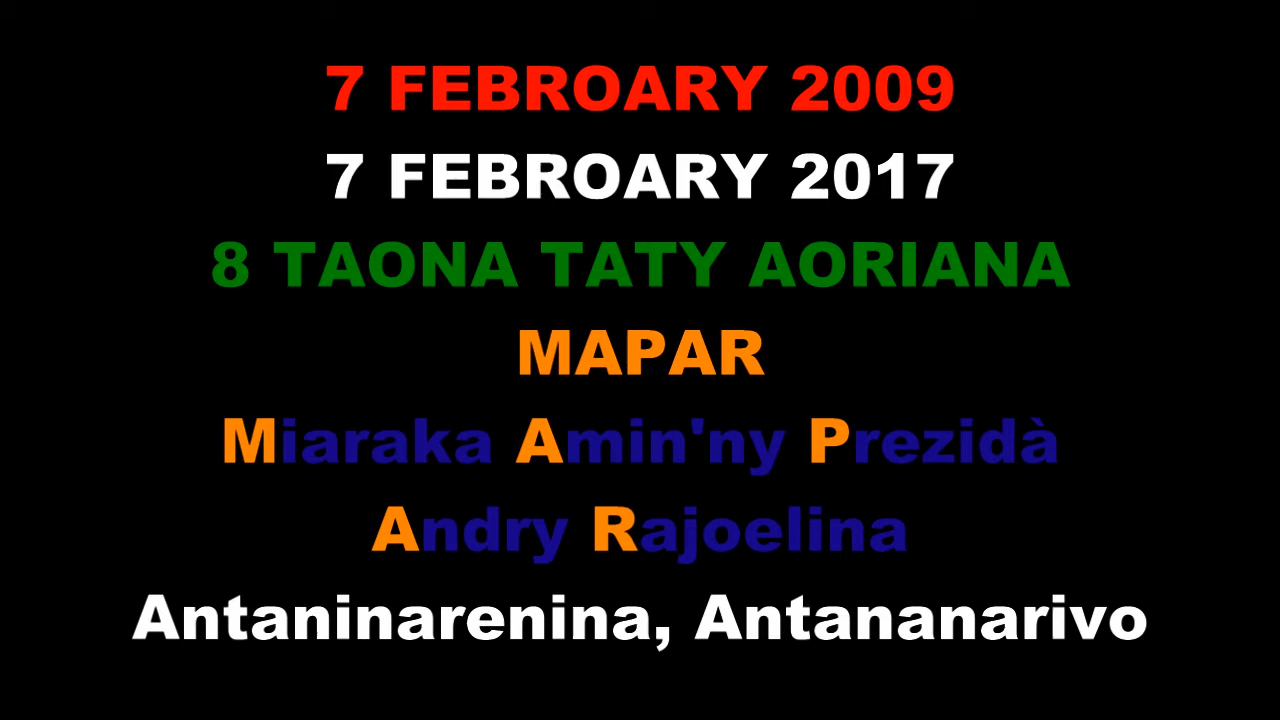 7 FEBROARY 2009
7 FEBROARY 2017
8 TAONA TATY AORIANA
MAPAR
Miaraka Amin'ny Prezidà
Andry Rajoelina
Antaninarenina, Antananarivo